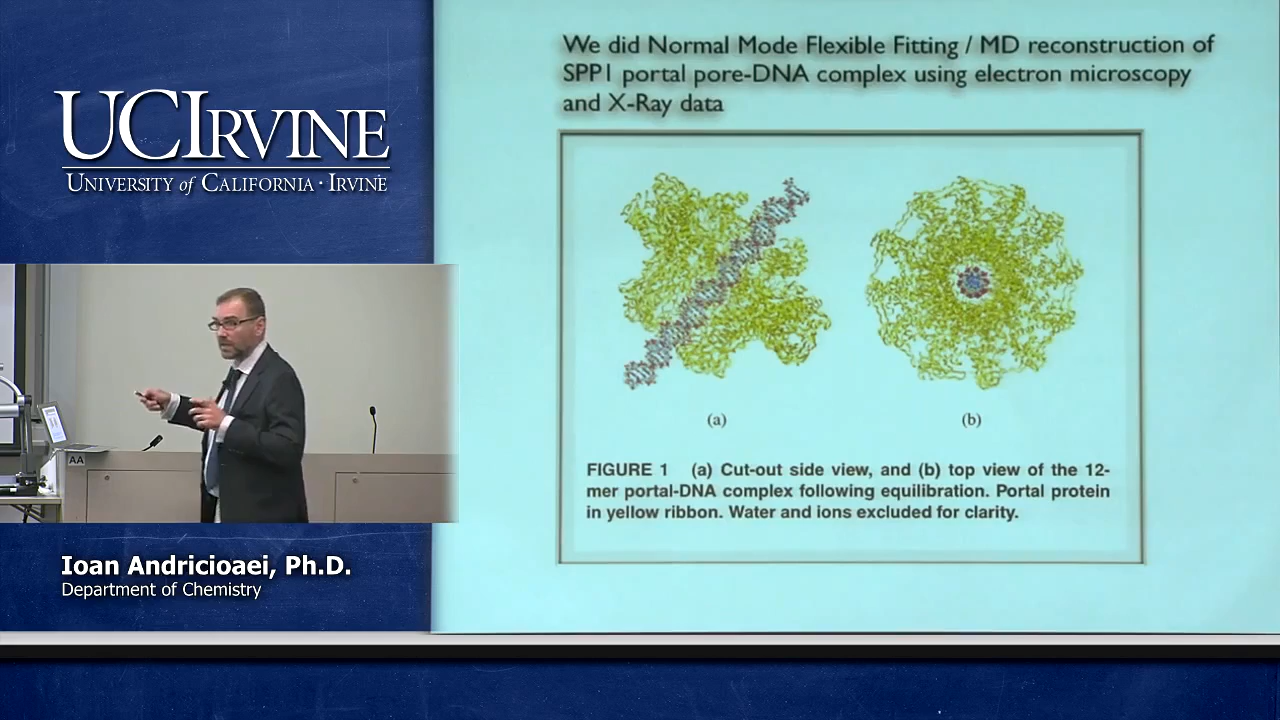 UCIRVINE
UNIVERSITY of CALIFORNIA · IRVINE
AA
Ioan Andricioaei, Ph.D.
Department of Chemistry
We did Normal Mode Flexible Fitting / MD reconstruction of
SPP1 portal pore-DNA complex using electron microscopy
and X-Ray data
(a)
(b)
FIGURE 1 (a) Cut-out side view, and (b) top view of the 12-
mer portal-DNA complex following equilibration. Portal protein
in yellow ribbon. Water and ions excluded for clarity.